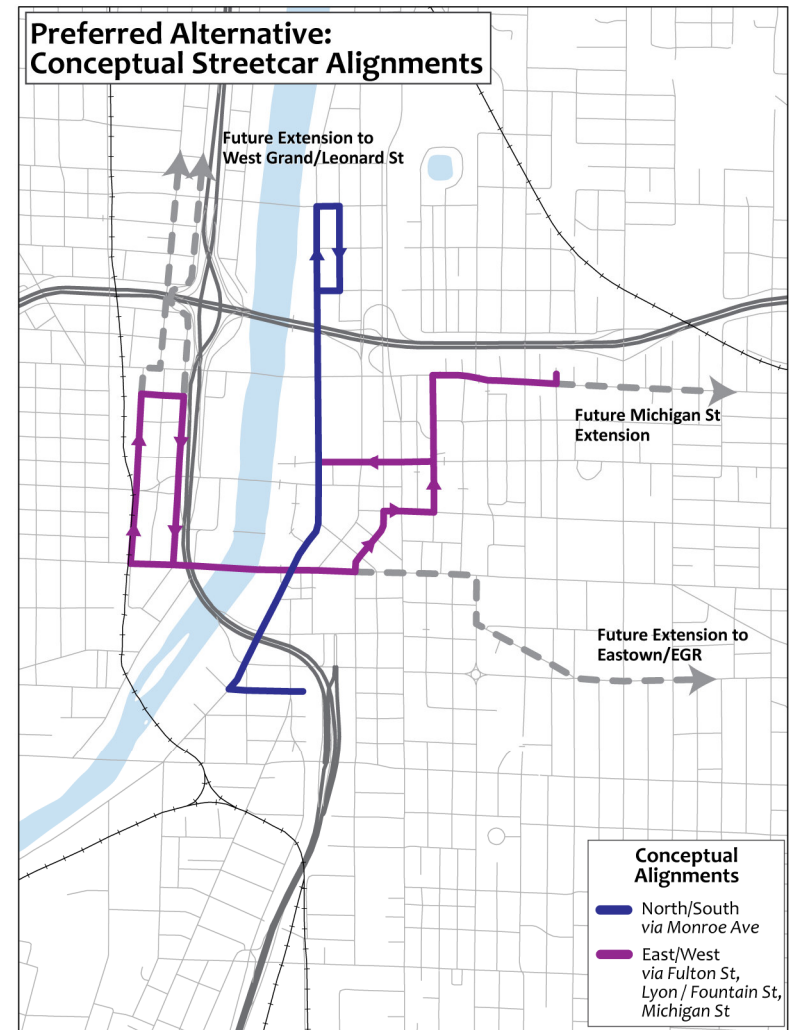 Preferred Alternative:
Conceptual Streetcar Alignments
Future Extension to
West Grand/Leonard St
Future Michigan St
Extension
Future Extension to
Eastown/EGR
Conceptual
Alignments
North/South
via Monroe Ave
East/West
via Fulton St,
Lyon / Fountain St,
Michigan St